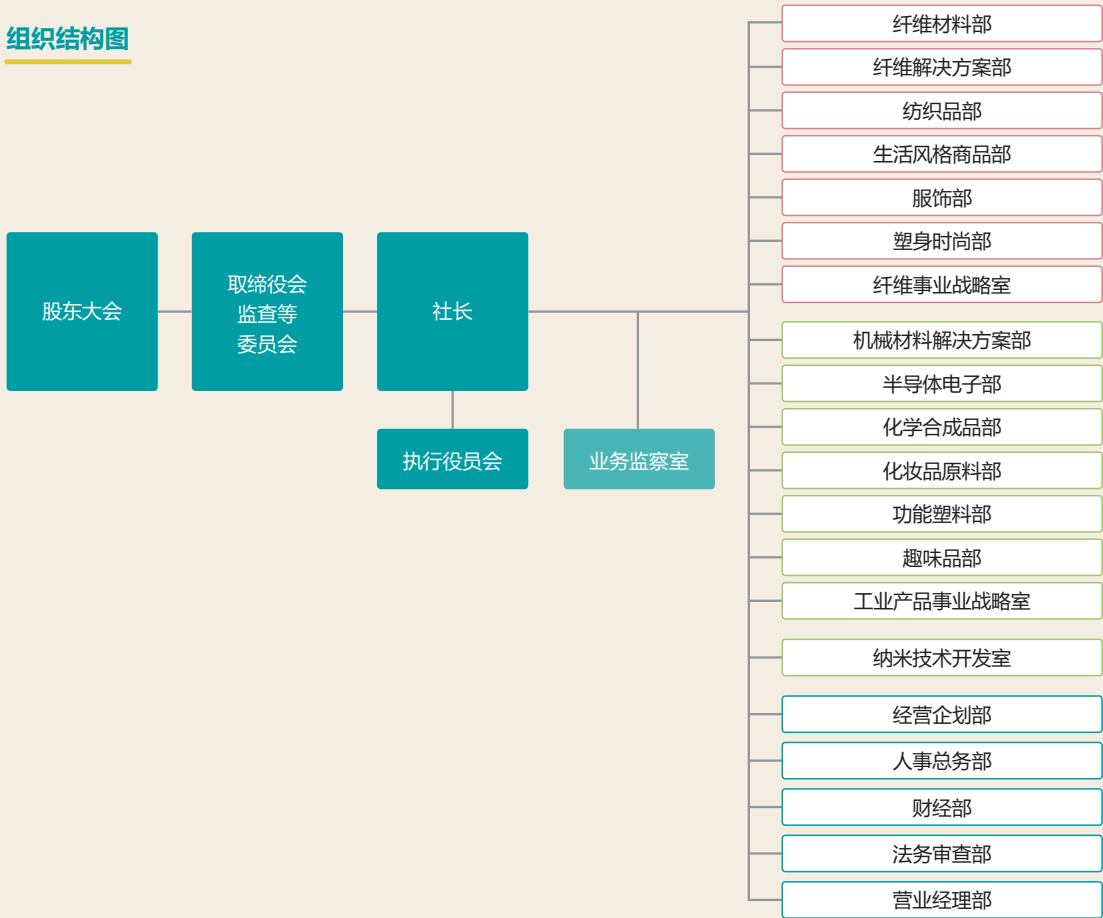 组织结构图
股东大会
取缔役会
监查等
委员会
社长
执行役员会
业务监察室
纤维材料部
纤维解决方案部
纺织品部
生活风格商品部
服饰部
塑身时尚部
纤维事业战略室
机械材料解决方案部
半导体电子部
化学合成品部
化妆品原料部
功能塑料部
趣味品部
工业产品事业战略室
纳米技术开发室
经营企划部
人事总务部
财经部
法务审查部
营业经理部